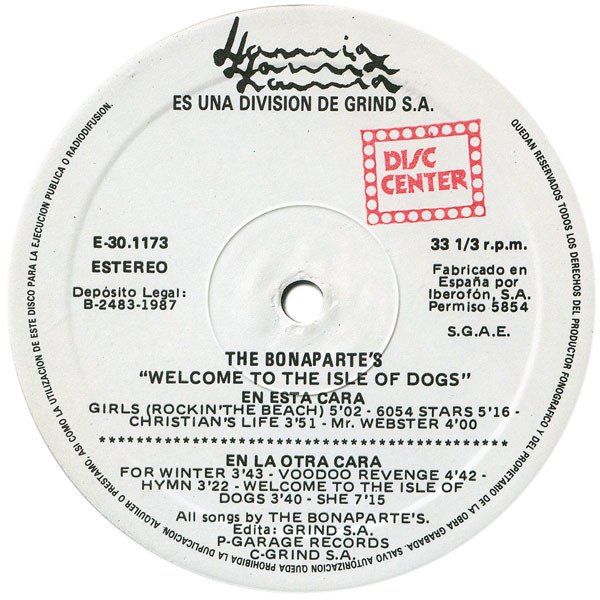 Hannia
Hannix
Lannia
ES UNA DIVISION DE GRIND S.A.
DISC
CENTER
E-30.1173
ESTEREO
Depósito Legal:
B-2483-1987
33 1/3 r.p.m.
Fabricado en
España por
Iberofón, S.A.
Permiso 5854
S.G.A.E.
THE BONAPARTE'S
"WELCOME TO THE ISLE OF DOGS"
EN ESTA CARA
GIRLS (ROCKIN'THE BEACH) 5'02 - 6054 STARS 5'16 -
CHRISTIAN'S LIFE 3'51 - Mr. WEBSTER 4'00
**************************************************
EN LA OTRA CARA
FOR WINTER 3'43 - VOODOO REVENGE 4'42 -
HYMN 3'22 - WELCOME TO THE ISLE OF
DOGS 3'40 - SHE 7'15
All songs by THE BONAPARTE'S.
Edita: GRIND S.A.
P-GARAGE RECORDS
C-GRIND S.A.
QUEDAN RESERVADOS TODOS LOS DERECHOS DEL PRODUCTOR FONOGRAFICO Y DEL PROPIETARIO DE LA OBRA GRABADA. SALVO AUTORIZACION QUEDA PROHIBIDA LA DUPLICACION, ALQUILER O PRESTAMO, ASI COMO LA UTILIZACION DE ESTE DISCO PARA LA EJECUCION PUBLICA O RADIODIFUSION.